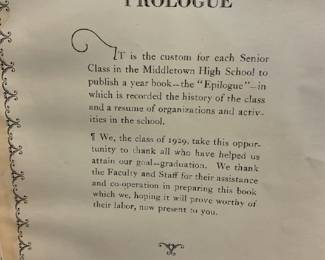 PROLOGUE
IT is the custom for each Senior
Class in the Middletown High School to
publish a year book—the "Epilogue"—in
which is recorded the history of the class
and a resume of organizations and activ-
ities in the school.
¶ We, the class of 1929, take this oppor-
tunity to thank all who have helped us
attain our goal—graduation. We thank
the Faculty and Staff for their assistance
and co-operation in preparing this book
which we, hoping it will prove worthy of
their labor, now present to you.